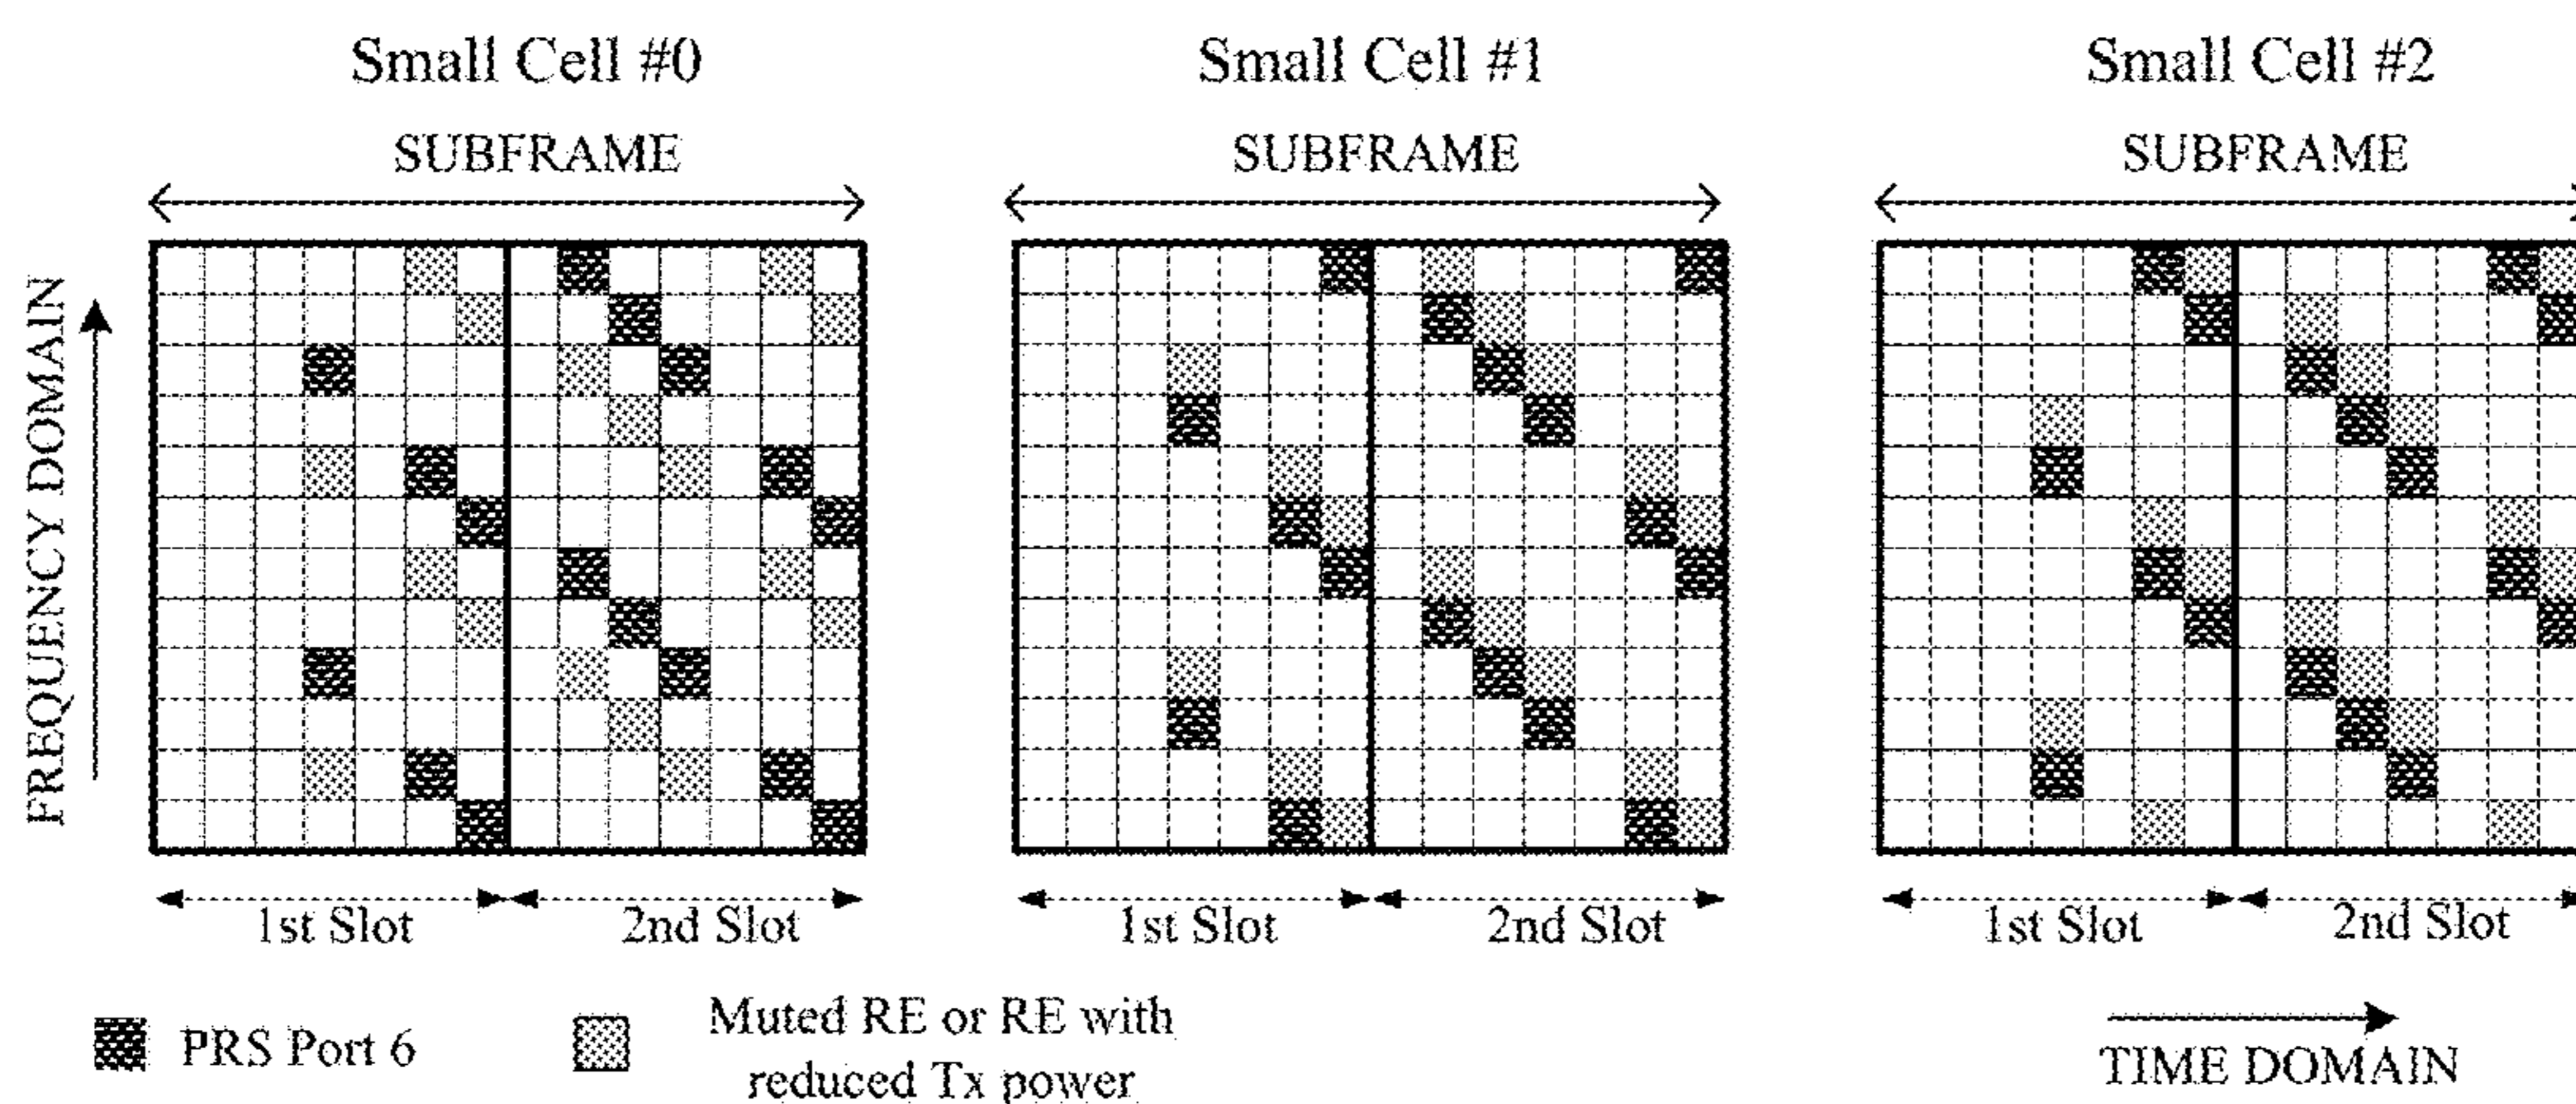 Small Cell #0
Small Cell #1
Small Cell #2
SUBFRAME
SUBFRAME
SUBFRAME
FREQUENCY DOMAIN
1st Slot
2nd Slot
1st Slot
2nd Slot
1st Slot
2nd Slot
PRS Port 6
Muted RE or RE with
reduced Tx power
TIME DOMAIN